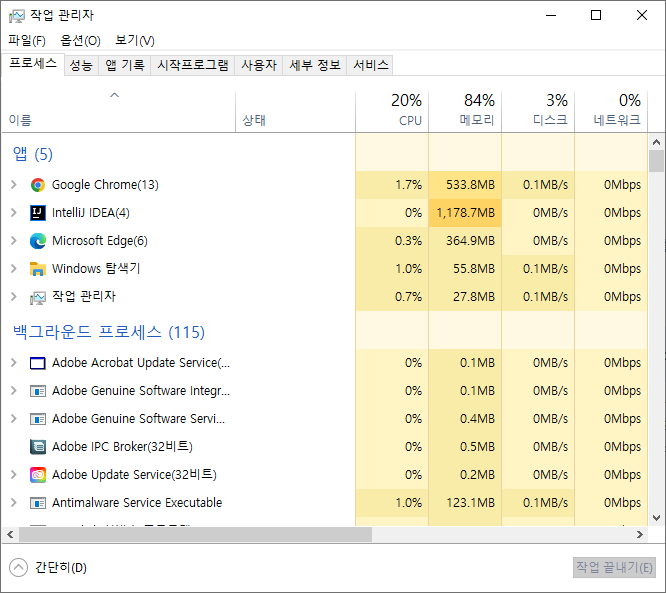 작업 관리자
파일(F) 옵션(O) 보기(V)
프로세스 성능 앱 기록 시작프로그램 사용자 세부 정보 서비스
20% 84% 3% 0%
이름 상태 CPU 메모리 디스크 네트워크
앱 (5)
Google Chrome(13) 1.7% 533.8MB 0.1MB/s 0Mbps
IntelliJ IDEA(4) 0% 1,178.7MB 0MB/s 0Mbps
Microsoft Edge(6) 0.3% 364.9MB 0MB/s 0Mbps
Windows 탐색기 1.0% 55.8MB 0.1MB/s 0Mbps
작업 관리자 0.7% 27.8MB 0.1MB/s 0Mbps
백그라운드 프로세스 (115)
Adobe Acrobat Update Service(... 0% 0.1MB 0MB/s 0Mbps
Adobe Genuine Software Integr... 0% 0.1MB 0MB/s 0Mbps
Adobe Genuine Software Servi... 0% 0.4MB 0MB/s 0Mbps
Adobe IPC Broker(32비트) 0% 0.5MB 0MB/s 0Mbps
Adobe Update Service(32비트) 0% 0.2MB 0MB/s 0Mbps
Antimalware Service Executable 1.0% 123.1MB 0.1MB/s 0Mbps
간단히(D) 작업 끝내기(E)